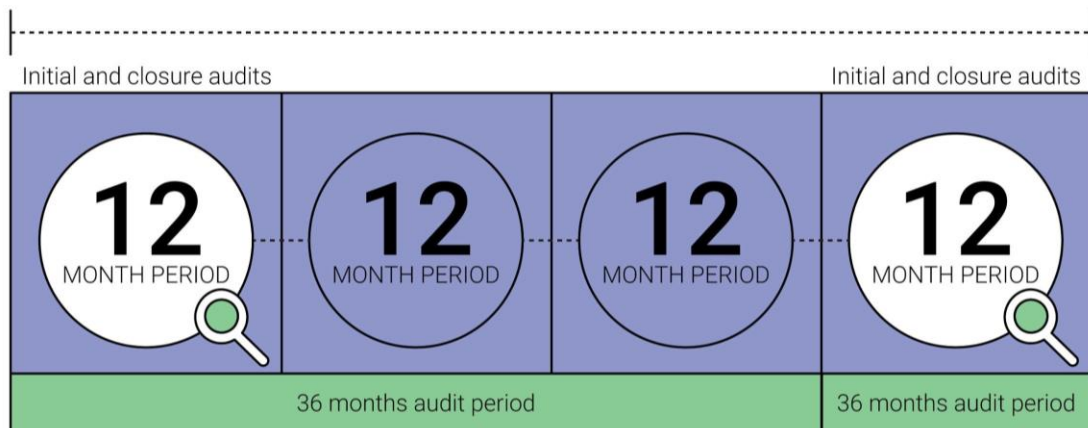 Initial and closure audits
Initial and closure audits
12
MONTH PERIOD
12
MONTH PERIOD
12
MONTH PERIOD
12
MONTH PERIOD
36 months audit period
36 months audit period